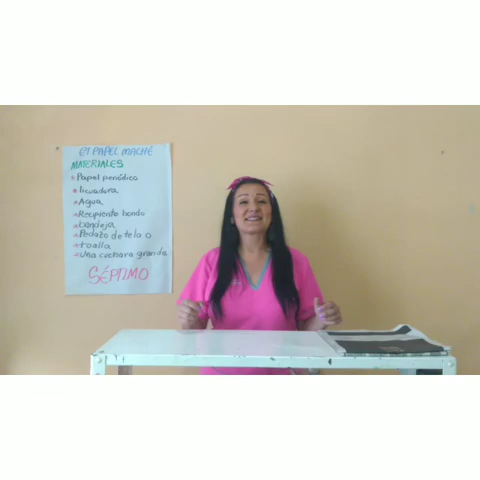 El PAPEL MACHÉ
MATERIALES
Papel periódico
licuadora
Agua
Recipiente hondo
bandeja
Pedazo de tela o
toalla
Una cuchara grande
SÉPTIMO